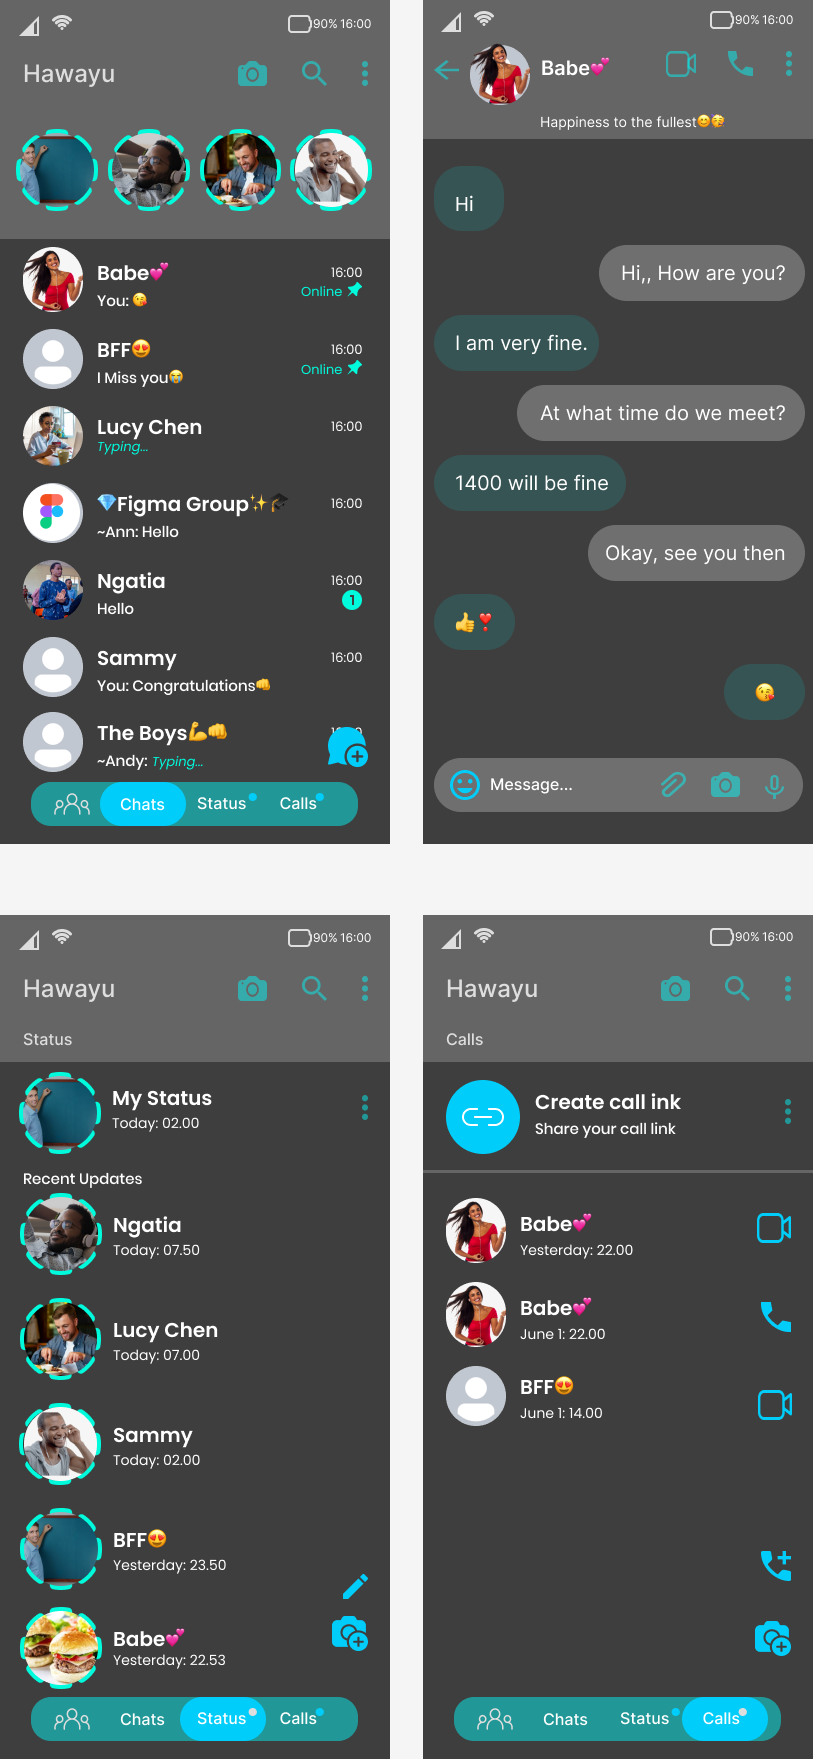 90% 16:00
Hawayu
Babe💕
16:00
You: 😘
Online
BFF😍
16:00
I Miss you😭
Online
Lucy Chen
16:00
Typing...
💎Figma Group✨🎓
16:00
~Ann: Hello
Ngatia
16:00
Hello
1
Sammy
16:00
You: Congratulations👊
The Boys💪👊
~Andy: Typing...
Chats
Status
Calls
90% 16:00
Babe💕
Happiness to the fullest😊🥰
Hi
Hi,, How are you?
I am very fine.
At what time do we meet?
1400 will be fine
Okay, see you then
👍❣️
😘
Message...
90% 16:00
Hawayu
Status
My Status
Today: 02.00
Recent Updates
Ngatia
Today: 07.50
Lucy Chen
Today: 07.00
Sammy
Today: 02.00
BFF😍
Yesterday: 23.50
Babe💕
Yesterday: 22.53
Chats
Status
Calls
90% 16:00
Hawayu
Calls
Create call ink
Share your call link
Babe💕
Yesterday: 22.00
Babe💕
June 1: 22.00
BFF😍
June 1: 14.00
Chats
Status
Calls